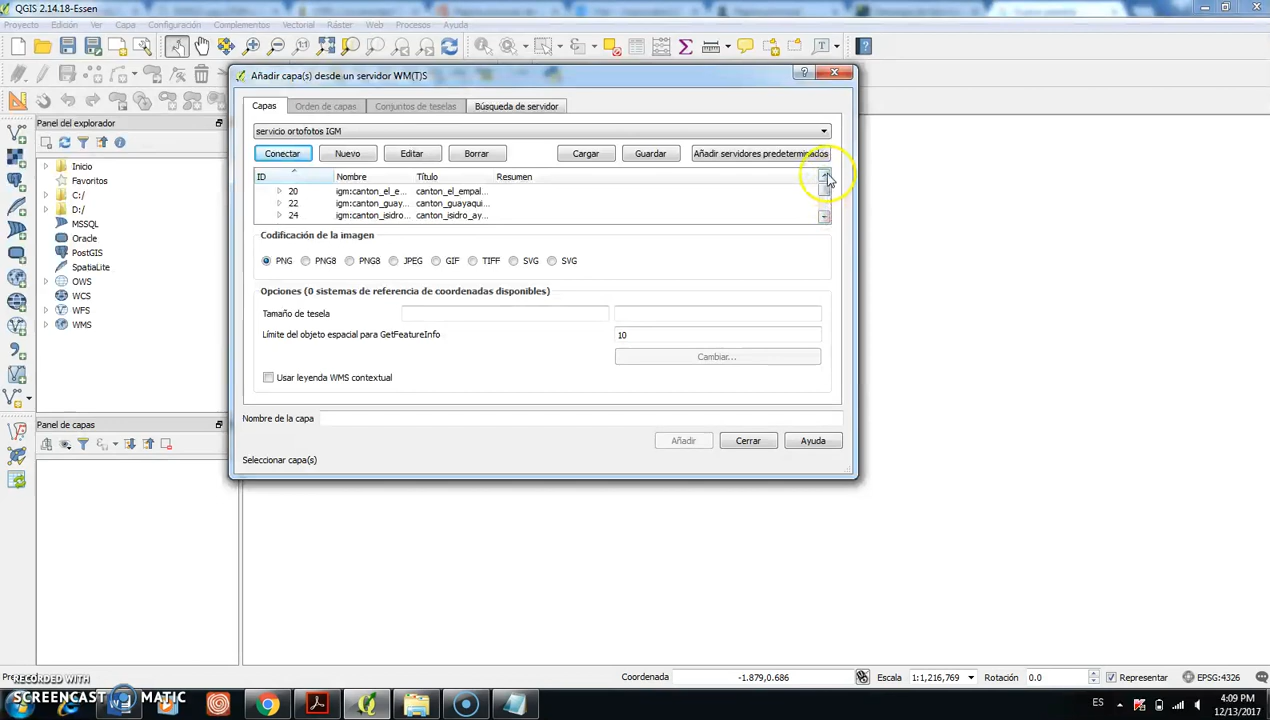 QGIS 2.14.18-Essen
Proyecto Edición Ver Capa Configuración Complementos Vectorial Ráster Web Procesos Ayuda
Añadir capa(s) desde un servidor WM(T)S
Capas Orden de capas Conjuntos de teselas Búsqueda de servidor
servicio ortofotos IGM
Conectar Nuevo Editar Borrar Cargar Guardar Añadir servidores predeterminados
ID Nombre Título Resumen
20 igm:canton_el_e... canton_el_empal...
22 igm:canton_guay... canton_guayaqui...
24 igm:canton_isidro... canton_isidro_ay...
Codificación de la imagen
PNG PNG8 PNG8 JPEG GIF TIFF SVG SVG
Opciones (0 sistemas de referencia de coordenadas disponibles)
Tamaño de tesela
Límite del objeto espacial para GetFeatureInfo 10
Cambiar...
Usar leyenda WMS contextual
Nombre de la capa
Añadir Cerrar Ayuda
Seleccionar capa(s)
Panel del explorador
Inicio
Favoritos
C:/
D:/
MSSQL
Oracle
PostGIS
SpatiaLite
OWS
WCS
WFS
WMS
Panel de capas
Coordenada -1.879,0.686 Escala 1:1,216,769 Rotación 0.0 Representar EPSG:4326
RECORDED WITH
SCREENCAST MATIC
ES 4:09 PM
12/13/2017